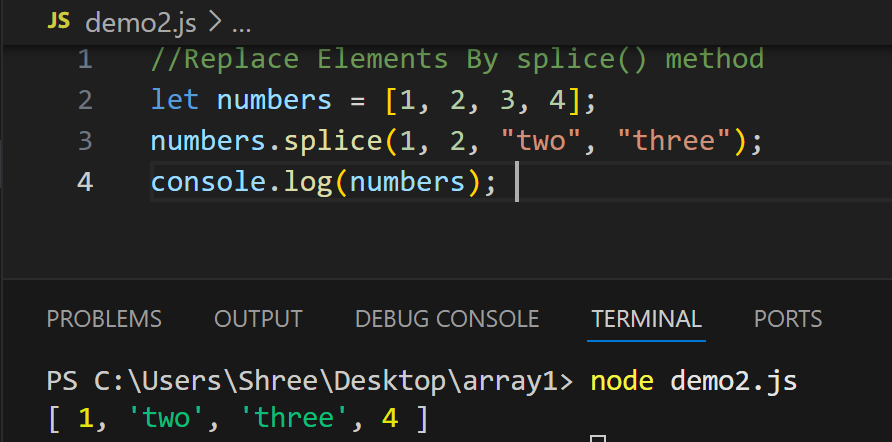 JS demo2.js > ...
1 //Replace Elements By splice() method
2 let numbers = [1, 2, 3, 4];
3 numbers.splice(1, 2, "two", "three");
4 console.log(numbers);
PROBLEMS OUTPUT DEBUG CONSOLE TERMINAL PORTS
PS C:\Users\Shree\Desktop\array1> node demo2.js
[ 1, 'two', 'three', 4 ]